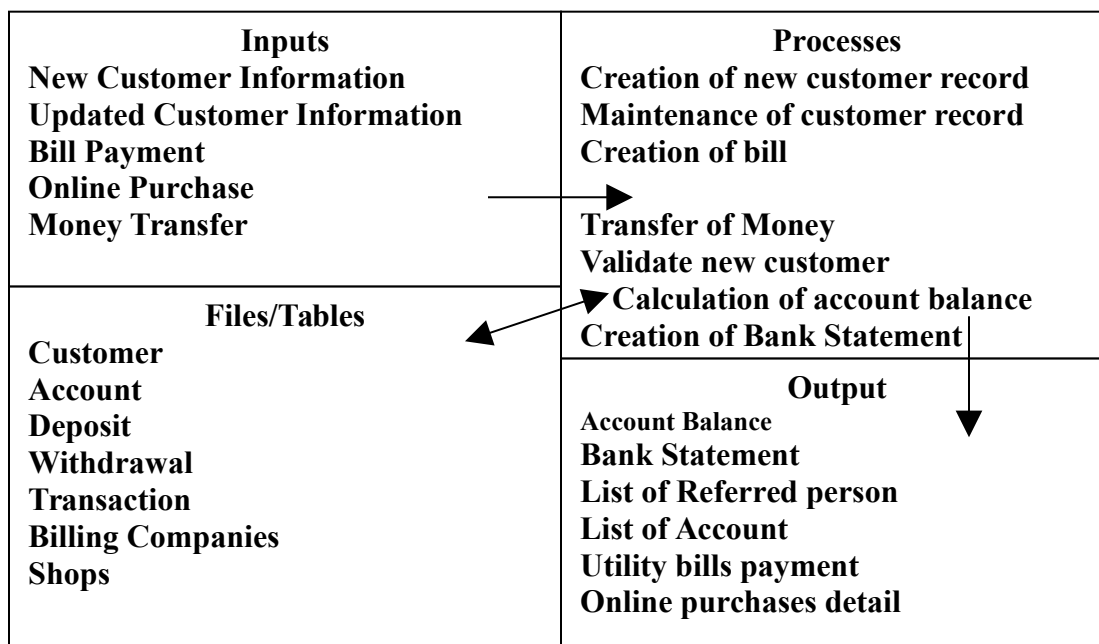 Inputs
New Customer Information
Updated Customer Information
Bill Payment
Online Purchase
Money Transfer
Processes
Creation of new customer record
Maintenance of customer record
Creation of bill
Transfer of Money
Validate new customer
Calculation of account balance
Creation of Bank Statement
Files/Tables
Customer
Account
Deposit
Withdrawal
Transaction
Billing Companies
Shops
Output
Account Balance
Bank Statement
List of Referred person
List of Account
Utility bills payment
Online purchases detail